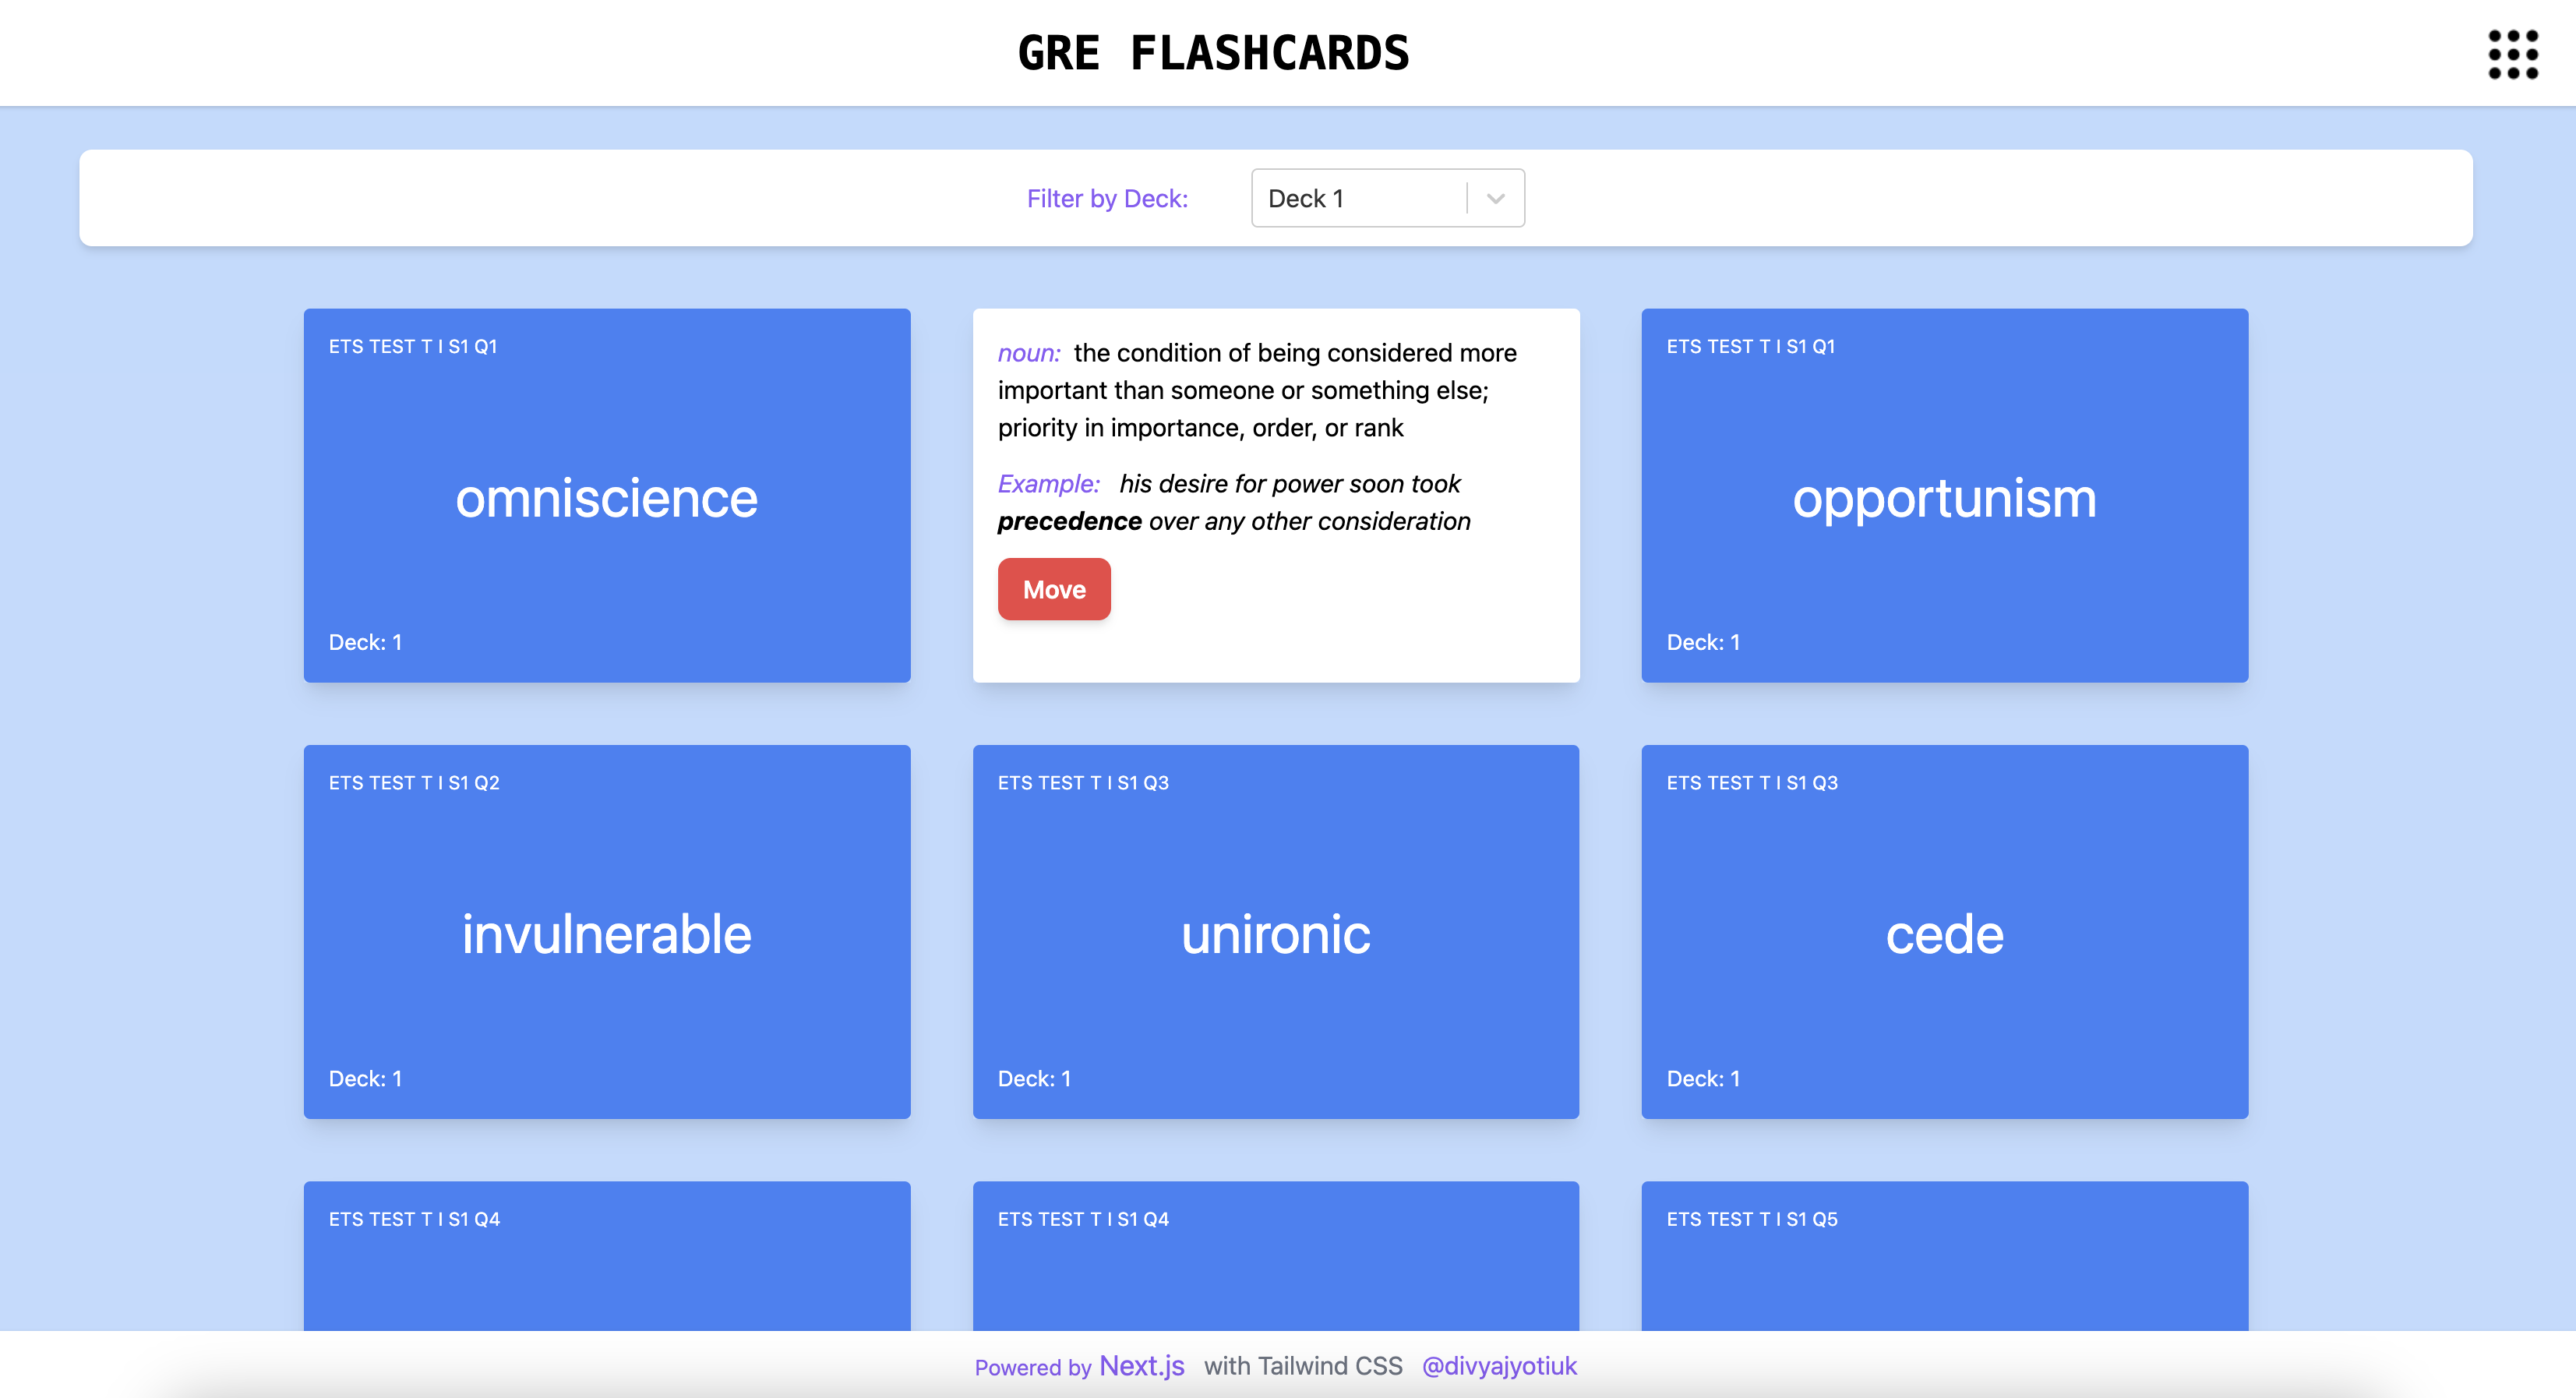 GRE FLASHCARDS
Filter by Deck:
Deck 1
ETS TEST T I S1 Q1
omniscience
Deck: 1
noun: the condition of being considered more
important than someone or something else;
priority in importance, order, or rank
Example: his desire for power soon took
precedence over any other consideration
Move
ETS TEST T I S1 Q1
opportunism
Deck: 1
ETS TEST T I S1 Q2
invulnerable
Deck: 1
ETS TEST T I S1 Q3
unironic
Deck: 1
ETS TEST T I S1 Q3
cede
Deck: 1
ETS TEST T I S1 Q4
ETS TEST T I S1 Q4
ETS TEST T I S1 Q5
Powered by Next.js with Tailwind CSS @divyajyotiuk